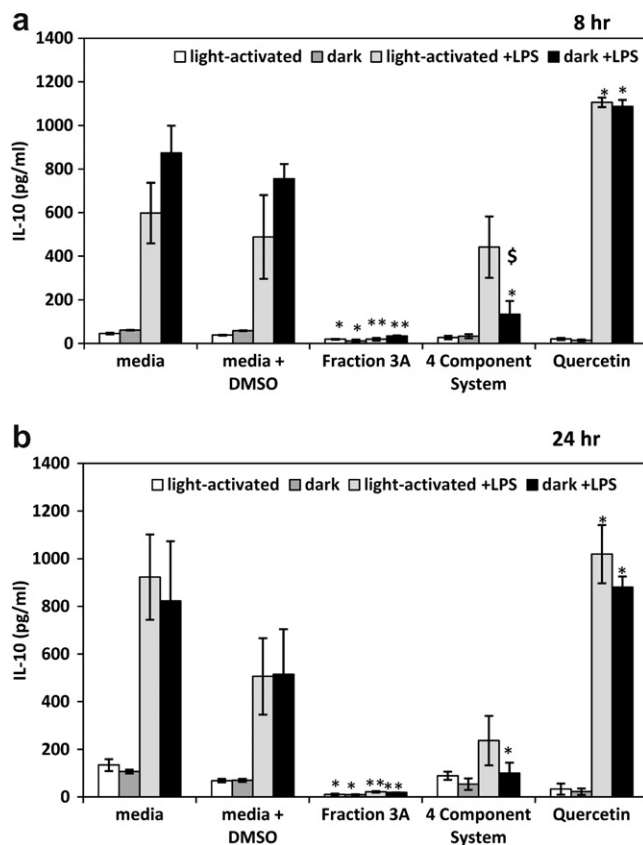 a
8 hr
1400
light-activated dark light-activated +LPS dark +LPS
1200
1000
800
600
400
200
0
IL-10 (pg/ml)
* *
$
*
* * ** **
media media + DMSO Fraction 3A 4 Component System Quercetin
b
24 hr
1400
light-activated dark light-activated +LPS dark +LPS
1200
1000
800
600
400
200
0
IL-10 (pg/ml)
*
*
*
* * ** **
media media + DMSO Fraction 3A 4 Component System Quercetin